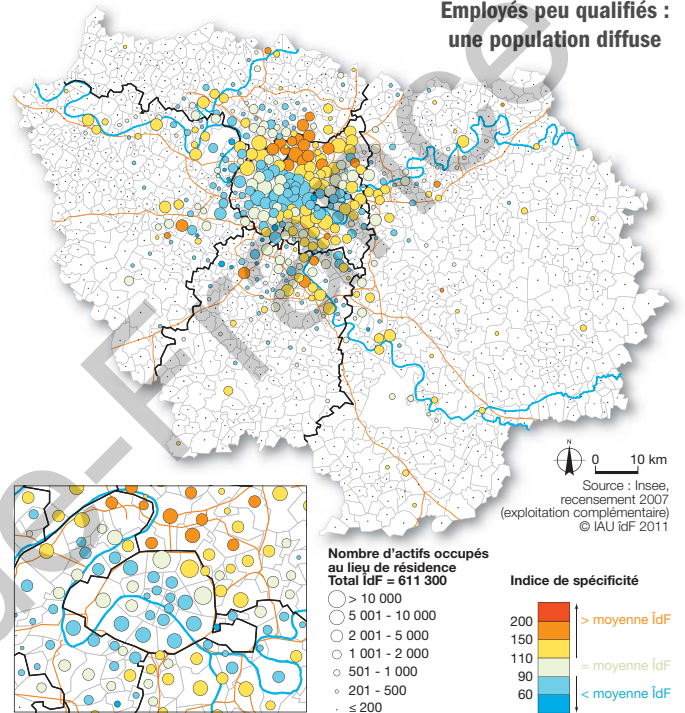 Employés peu qualifiés :
une population diffuse
N
0 10 km
Source : Insee,
recensement 2007
(exploitation complémentaire)
© IAU îdF 2011
Nombre d'actifs occupés
au lieu de résidence
Total ÎdF = 611 300
> 10 000
5 001 - 10 000
2 001 - 5 000
1 001 - 2 000
501 - 1 000
201 - 500
≤ 200
Indice de spécificité
200
150
110
90
60
> moyenne ÎdF
= moyenne ÎdF
< moyenne ÎdF